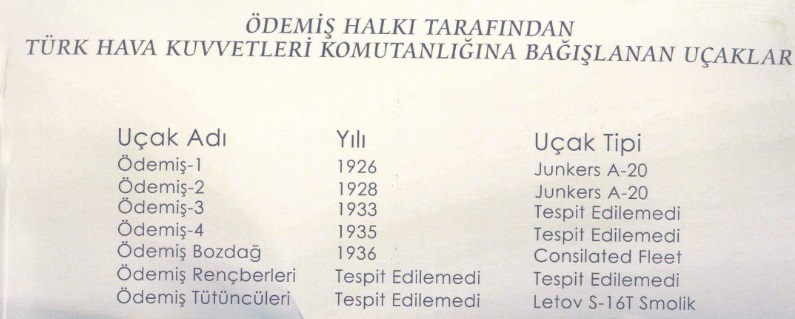 ÖDEMİŞ HALKI TARAFINDAN
TÜRK HAVA KUVVETLERİ KOMUTANLIĞINA BAĞIŞLANAN UÇAKLAR
Uçak Adı Yılı Uçak Tipi
Ödemiş-1 1926 Junkers A-20
Ödemiş-2 1928 Junkers A-20
Ödemiş-3 1933 Tespit Edilemedi
Ödemiş-4 1935 Tespit Edilemedi
Ödemiş Bozdağ 1936 Consilated Fleet
Ödemiş Rençberleri Tespit Edilemedi Tespit Edilemedi
Ödemiş Tütüncüleri Tespit Edilemedi Letov S-16T Smolik